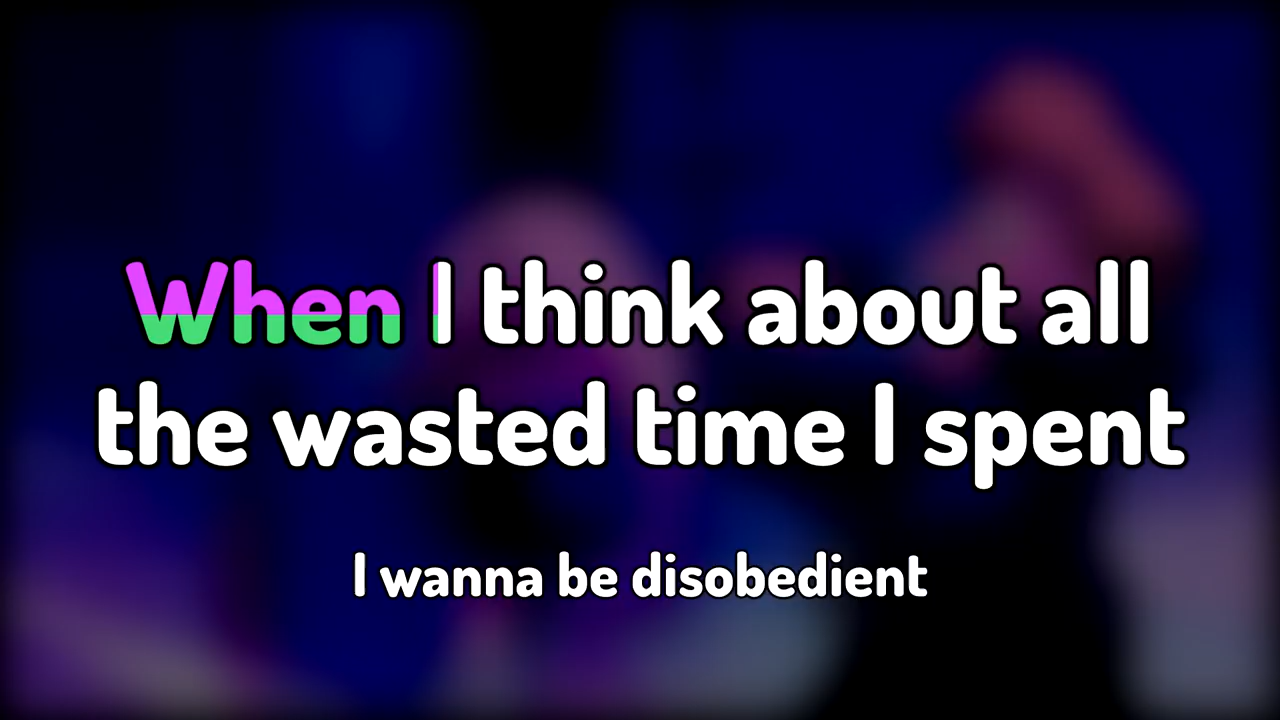 When I think about all
the wasted time I spent
I wanna be disobedient